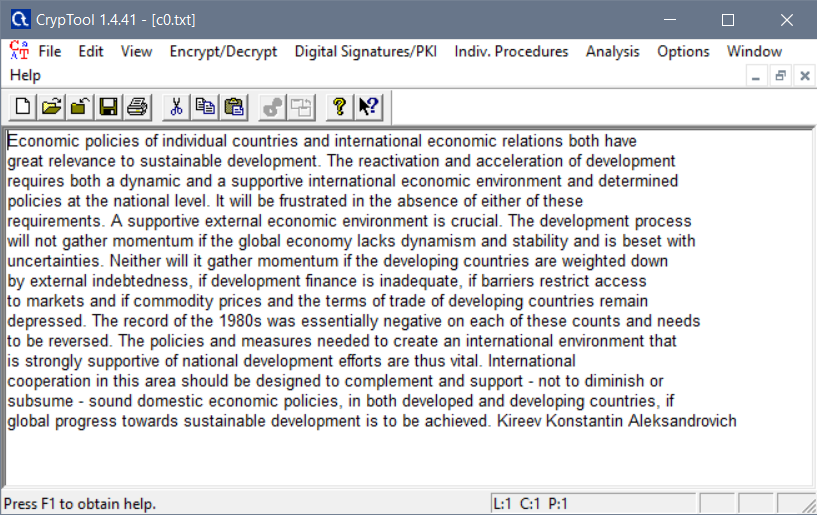 CrypTool 1.4.41 - [c0.txt]
File Edit View Encrypt/Decrypt Digital Signatures/PKI Indiv. Procedures Analysis Options Window
Help
Economic policies of individual countries and international economic relations both have
great relevance to sustainable development. The reactivation and acceleration of development
requires both a dynamic and a supportive international economic environment and determined
policies at the national level. It will be frustrated in the absence of either of these
requirements. A supportive external economic environment is crucial. The development process
will not gather momentum if the global economy lacks dynamism and stability and is beset with
uncertainties. Neither will it gather momentum if the developing countries are weighted down
by external indebtedness, if development finance is inadequate, if barriers restrict access
to markets and if commodity prices and the terms of trade of developing countries remain
depressed. The record of the 1980s was essentially negative on each of these counts and needs
to be reversed. The policies and measures needed to create an international environment that
is strongly supportive of national development efforts are thus vital. International
cooperation in this area should be designed to complement and support - not to diminish or
subsume - sound domestic economic policies, in both developed and developing countries, if
global progress towards sustainable development is to be achieved. Kireev Konstantin Aleksandrovich
Press F1 to obtain help. L:1 C:1 P:1